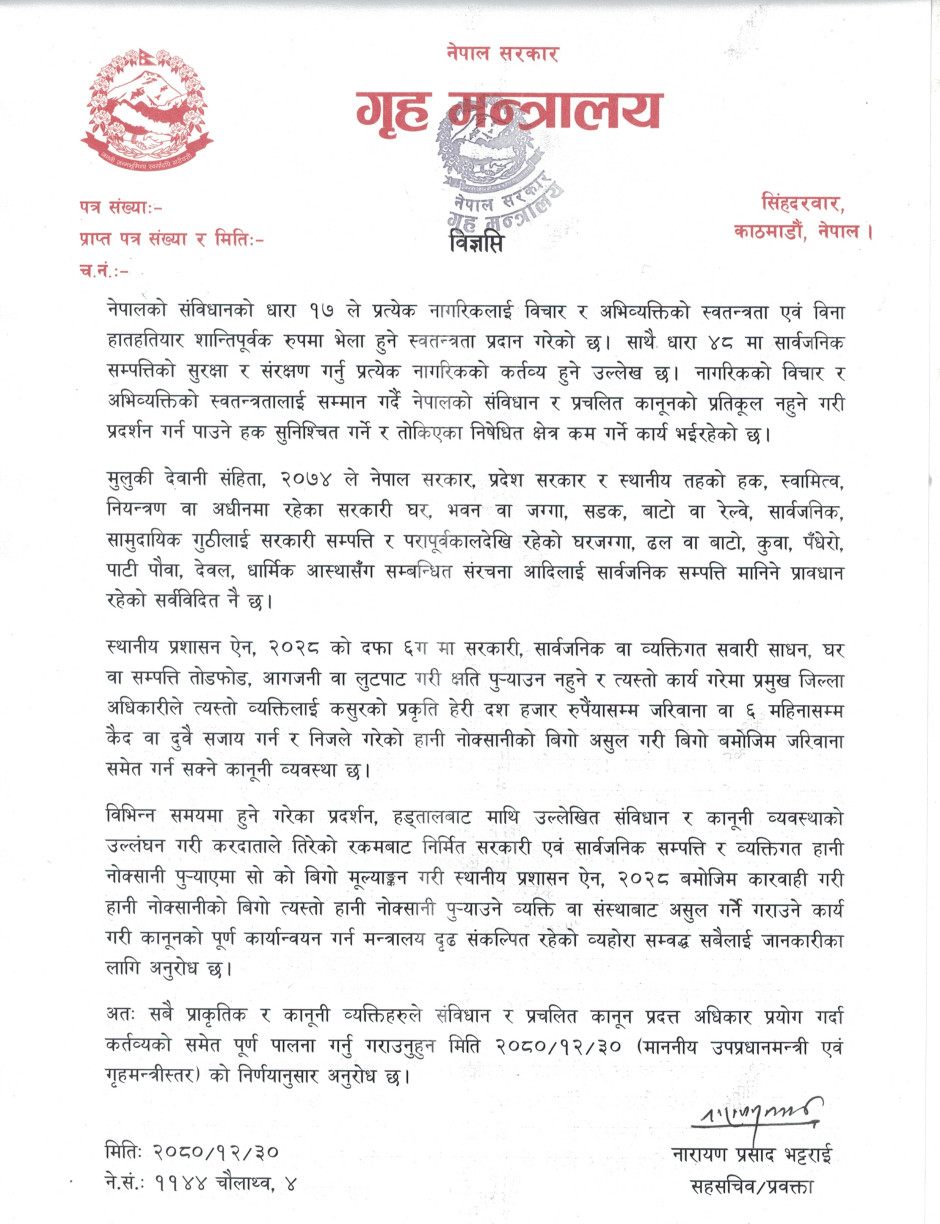 नेपाल सरकार
गृह मन्त्रालय
नेपाल सरकार
गृह मन्त्रालय
पत्र संख्याः-
प्राप्त पत्र संख्या र मितिः-
च.नं.:-
सिंहदरवार,
काठमाडौं, नेपाल ।
विज्ञप्ति
नेपालको संविधानको धारा १७ ले प्रत्येक नागरिकलाई विचार र अभिव्यक्तिको स्वतन्त्रता एवं विना
हातहतियार शान्तिपूर्वक रुपमा भेला हुने स्वतन्त्रता प्रदान गरेको छ। साथै धारा ४८ मा सार्वजनिक
सम्पत्तिको सुरक्षा र संरक्षण गर्नु प्रत्येक नागरिकको कर्तव्य हुने उल्लेख छ। नागरिकको विचार र
अभिव्यक्तिको स्वतन्त्रतालाई सम्मान गर्दै नेपालको संविधान र प्रचलित कानूनको प्रतिकूल नहुने गरी
प्रदर्शन गर्न पाउने हक सुनिश्चित गर्ने र तोकिएका निषेधित क्षेत्र कम गर्ने कार्य भईरहेको छ।
मुलुकी देवानी संहिता, २०७४ ले नेपाल सरकार, प्रदेश सरकार र स्थानीय तहको हक, स्वामित्व,
नियन्त्रण वा अधीनमा रहेका सरकारी घर, भवन वा जग्गा, सडक, बाटो वा रेल्वे, सार्वजनिक,
सामुदायिक गुठीलाई सरकारी सम्पत्ति र परापूर्वकालदेखि रहेको घरजग्गा, ढल वा बाटो, कुवा, पँधेरो,
पाटी पौवा, देवल, धार्मिक आस्थासँग सम्बन्धित संरचना आदिलाई सार्वजनिक सम्पत्ति मानिने प्रावधान
रहेको सर्वविदित नै छ।
स्थानीय प्रशासन ऐन, २०२८ को दफा ६ग मा सरकारी, सार्वजनिक वा व्यक्तिगत सवारी साधन, घर
वा सम्पत्ति तोडफोड, आगजनी वा लुटपाट गरी क्षति पुर्‍याउन नहुने र त्यस्तो कार्य गरेमा प्रमुख जिल्ला
अधिकारीले त्यस्तो व्यक्तिलाई कसुरको प्रकृति हेरी दश हजार रुपैंयासम्म जरिवाना वा ६ महिनासम्म
कैद वा दुवै सजाय गर्न र निजले गरेको हानी नोक्सानीको बिगो असुल गरी बिगो बमोजिम जरिवाना
समेत गर्न सक्ने कानूनी व्यवस्था छ।
विभिन्न समयमा हुने गरेका प्रदर्शन, हड्तालबाट माथि उल्लेखित संविधान र कानूनी व्यवस्थाको
उल्लंघन गरी करदाताले तिरेको रकमबाट निर्मित सरकारी एवं सार्वजनिक सम्पत्ति र व्यक्तिगत हानी
नोक्सानी पुर्‍याएमा सो को बिगो मूल्याङ्कन गरी स्थानीय प्रशासन ऐन, २०२८ बमोजिम कारवाही गरी
हानी नोक्सानीको बिगो त्यस्तो हानी नोक्सानी पुर्‍याउने व्यक्ति वा संस्थाबाट असुल गर्ने गराउने कार्य
गरी कानूनको पूर्ण कार्यान्वयन गर्न मन्त्रालय दृढ संकल्पित रहेको व्यहोरा सम्वद्ध सबैलाई जानकारीका
लागि अनुरोध छ।
अतः सबै प्राकृतिक र कानूनी व्यक्तिहरुले संविधान र प्रचलित कानून प्रदत्त अधिकार प्रयोग गर्दा
कर्तव्यको समेत पूर्ण पालना गर्नु गराउनुहुन मिति २०८०/१२/३० (माननीय उपप्रधानमन्त्री एवं
गृहमन्त्रीस्तर) को निर्णयानुसार अनुरोध छ।
मितिः २०८०/१२/३०
ने.सं.: ११४४ चौलाथ्व, ४
नारायण प्रसाद भट्टराई
सहसचिव/प्रवक्ता